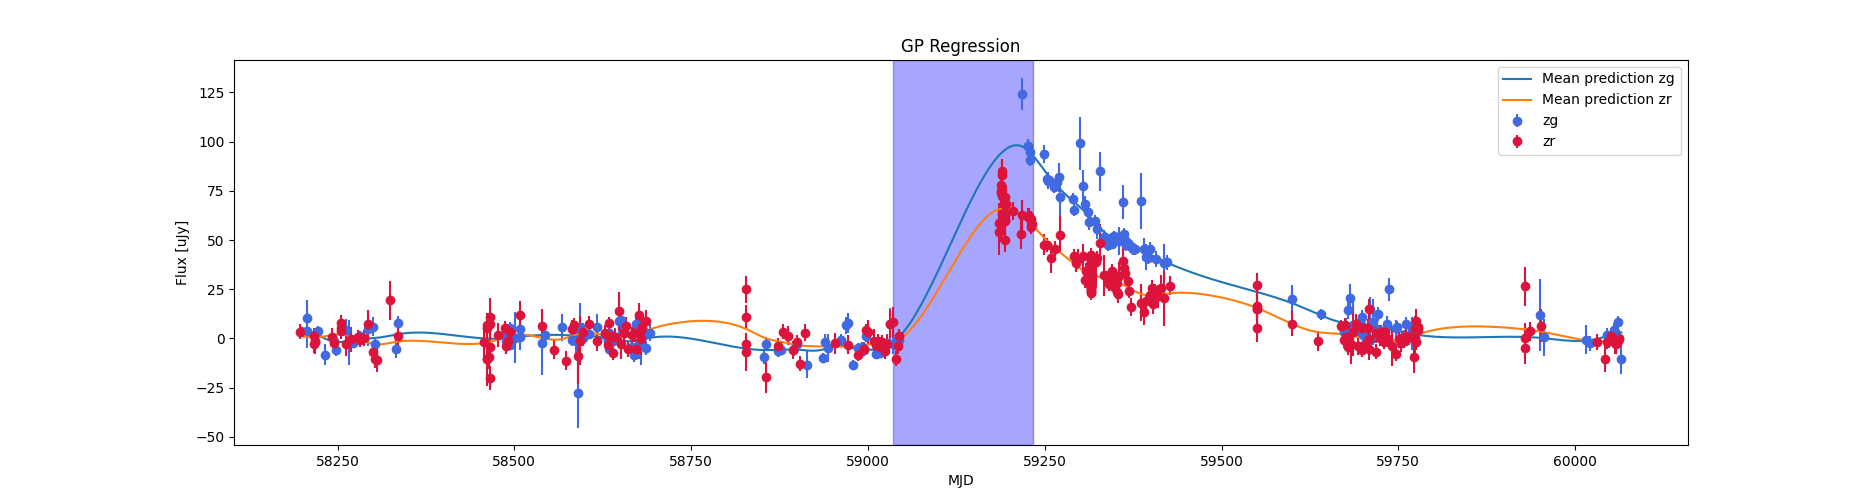 GP Regression
Flux [uJy]
125
100
75
50
25
0
−25
−50
58250 58500 58750 59000 59250 59500 59750 60000
MJD
Mean prediction zg
Mean prediction zr
zg
zr